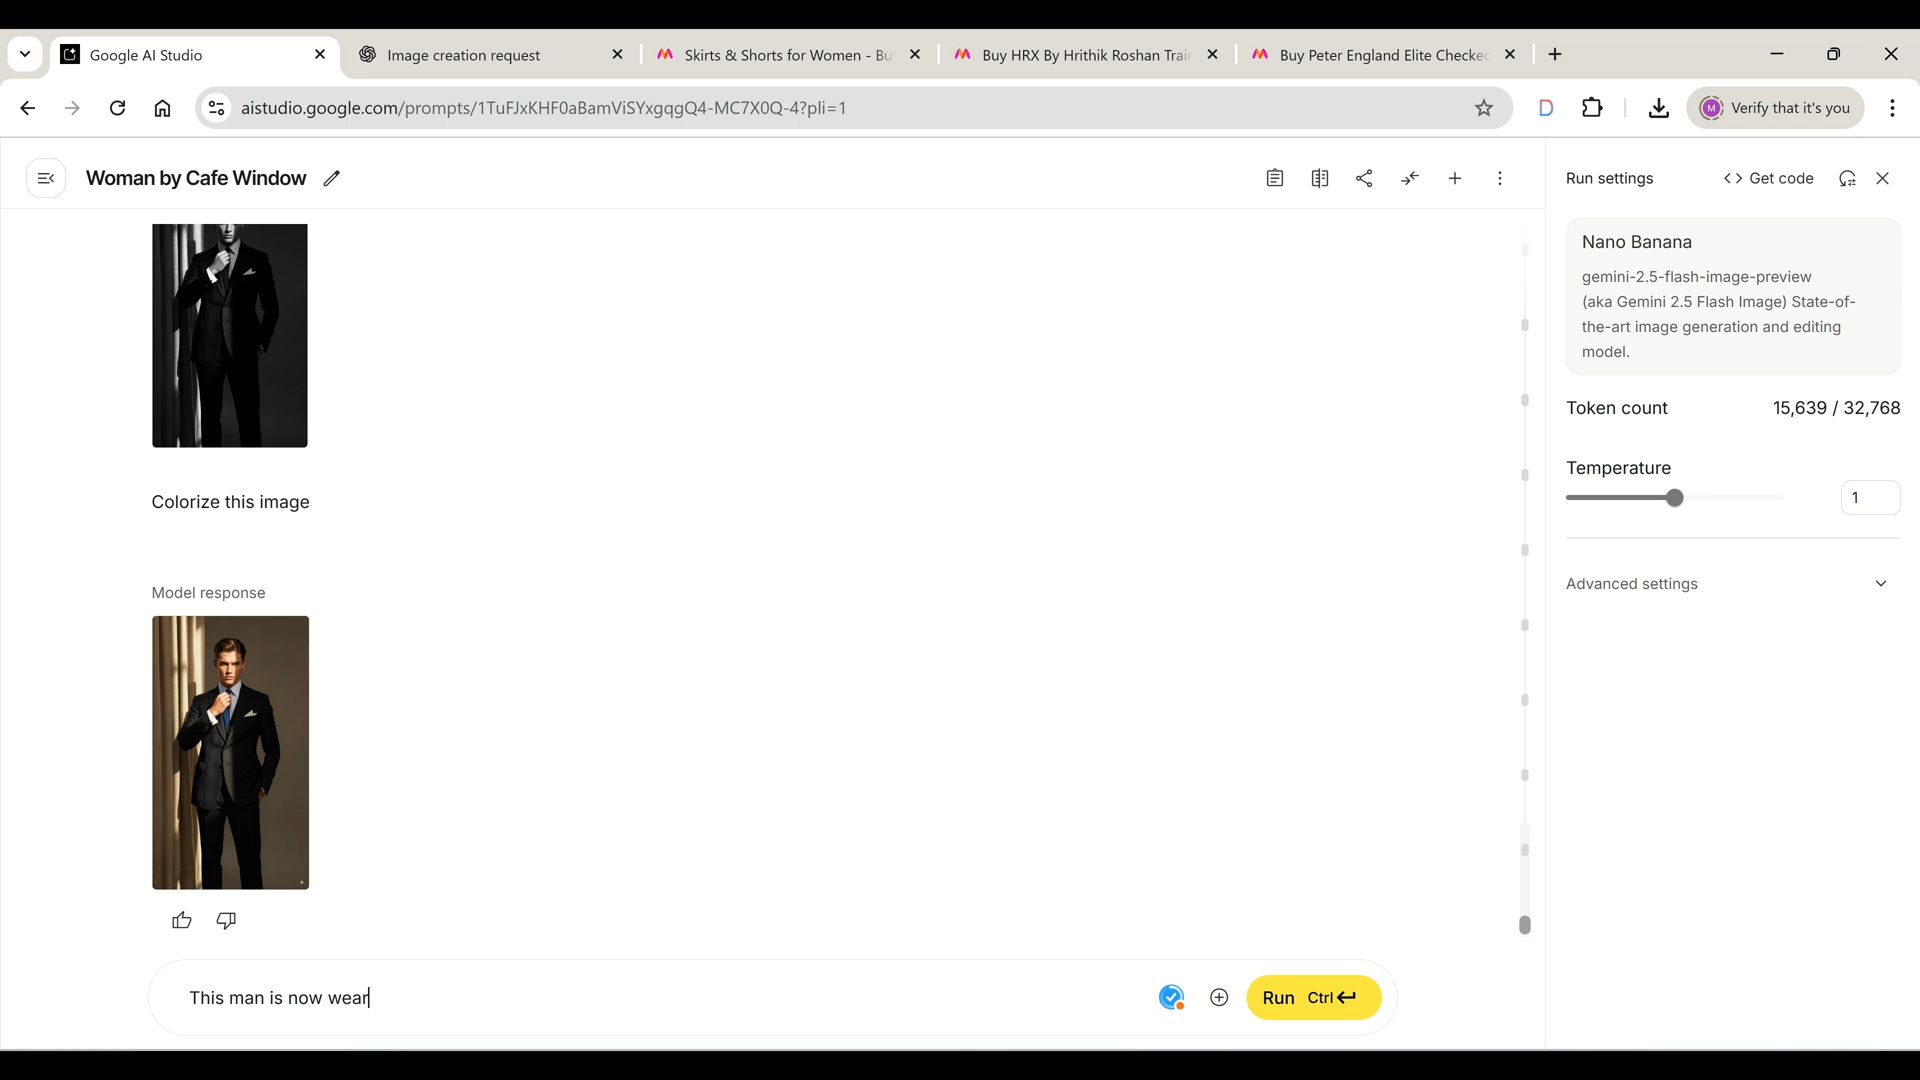 Google AI Studio
Image creation request
Skirts & Shorts for Women - Bu
Buy HRX By Hrithik Roshan Trai
Buy Peter England Elite Checke
aistudio.google.com/prompts/1TuFJxKHF0aBamViSYxgqgQ4-MC7X0Q-4?pli=1
D
M
Verify that it's you
Woman by Cafe Window
Run settings
Get code
Nano Banana
gemini-2.5-flash-image-preview
(aka Gemini 2.5 Flash Image) State-of-
the-art image generation and editing
model.
Token count
15,639 / 32,768
Temperature
1
Advanced settings
Colorize this image
Model response
This man is now wear
Run Ctrl